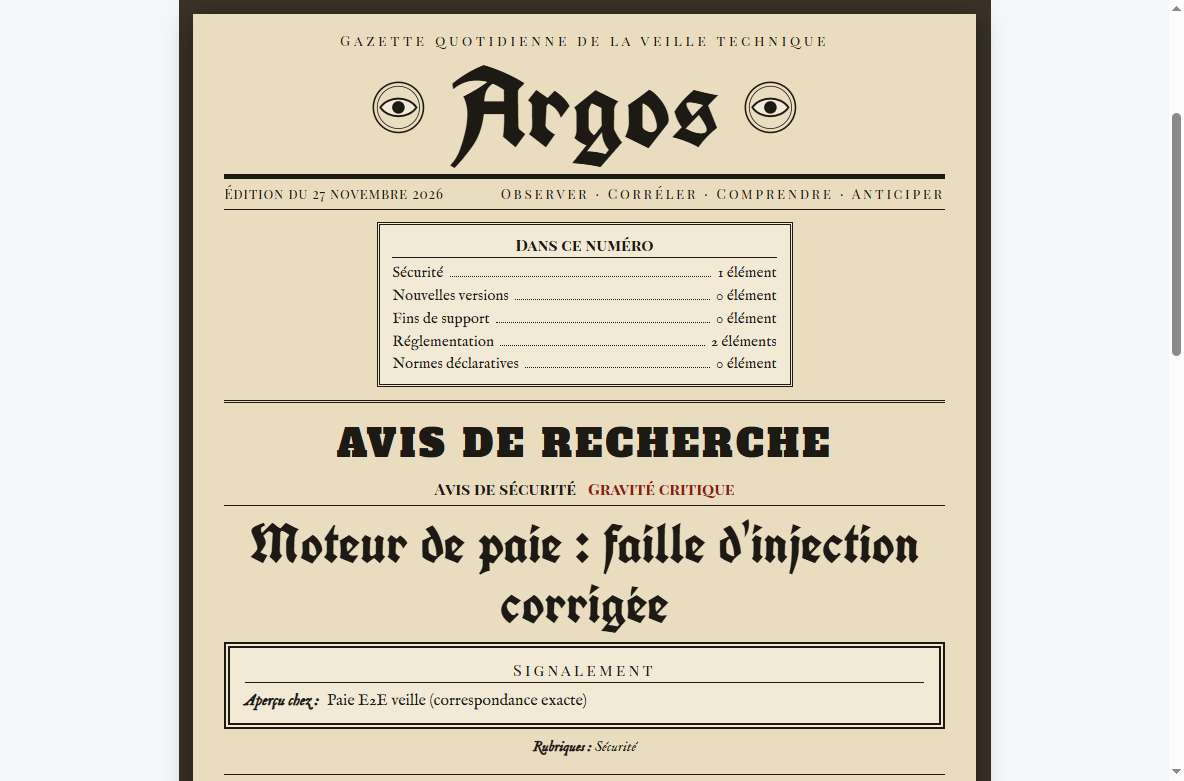 Gazette quotidienne de la veille technique
Argos
Édition du 27 novembre 2026 Observer · Corréler · Comprendre · Anticiper
Dans ce numéro
Sécurité 1 élément
Nouvelles versions 0 élément
Fins de support 0 élément
Réglementation 2 éléments
Normes déclaratives 0 élément
AVIS DE RECHERCHE
Avis de sécurité Gravité critique
Moteur de paie : faille d'injection
corrigée
Signalement
Aperçu chez : Paie E2E veille (correspondance exacte)
Rubriques : Sécurité